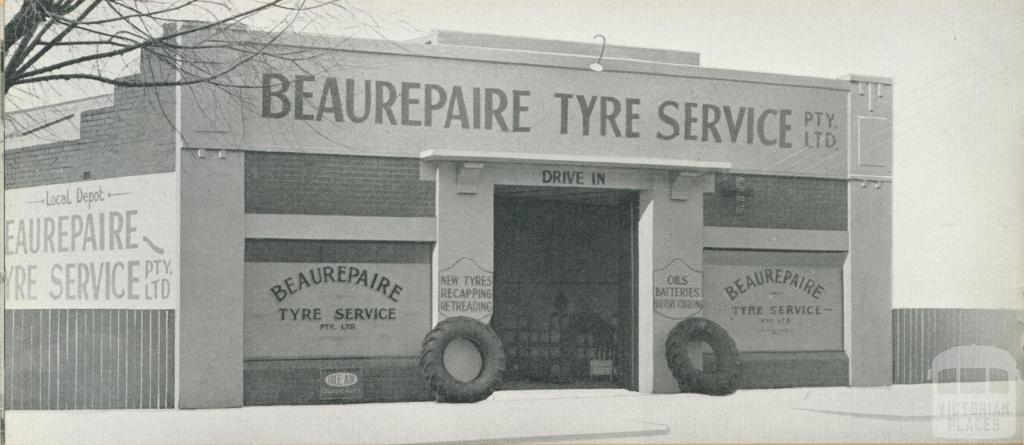 BEAUREPAIRE TYRE SERVICE PTY. LTD.
DRIVE IN
Local Depot
EAUREPAIRE
YRE SERVICE PTY. LTD
BEAUREPAIRE
TYRE SERVICE
PTY. LTD.
NEW TYRES
RECAPPING
RETREADING
OILS
BATTERIES
BATTERY CHARGING
BEAUREPAIRE
TYRE SERVICE
PTY. LTD.
FREE AIR
VICTORIAN
PLACES